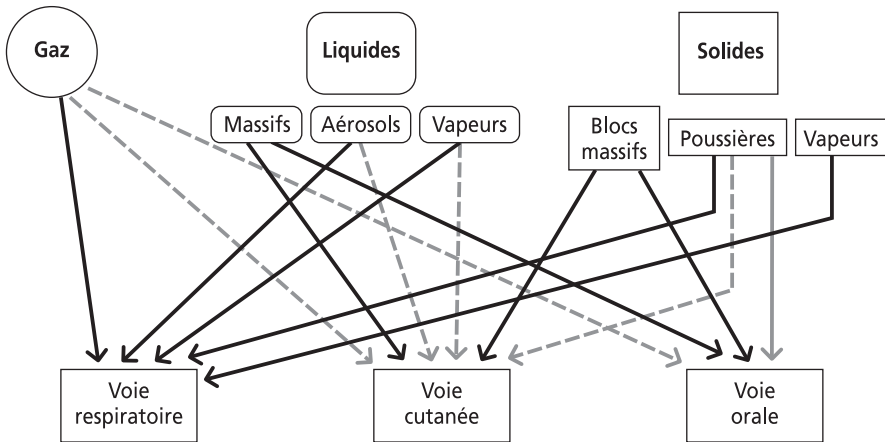 Gaz
Liquides
Solides
Massifs
Aérosols
Vapeurs
Blocs
massifs
Poussières
Vapeurs
Voie
respiratoire
Voie
cutanée
Voie
orale